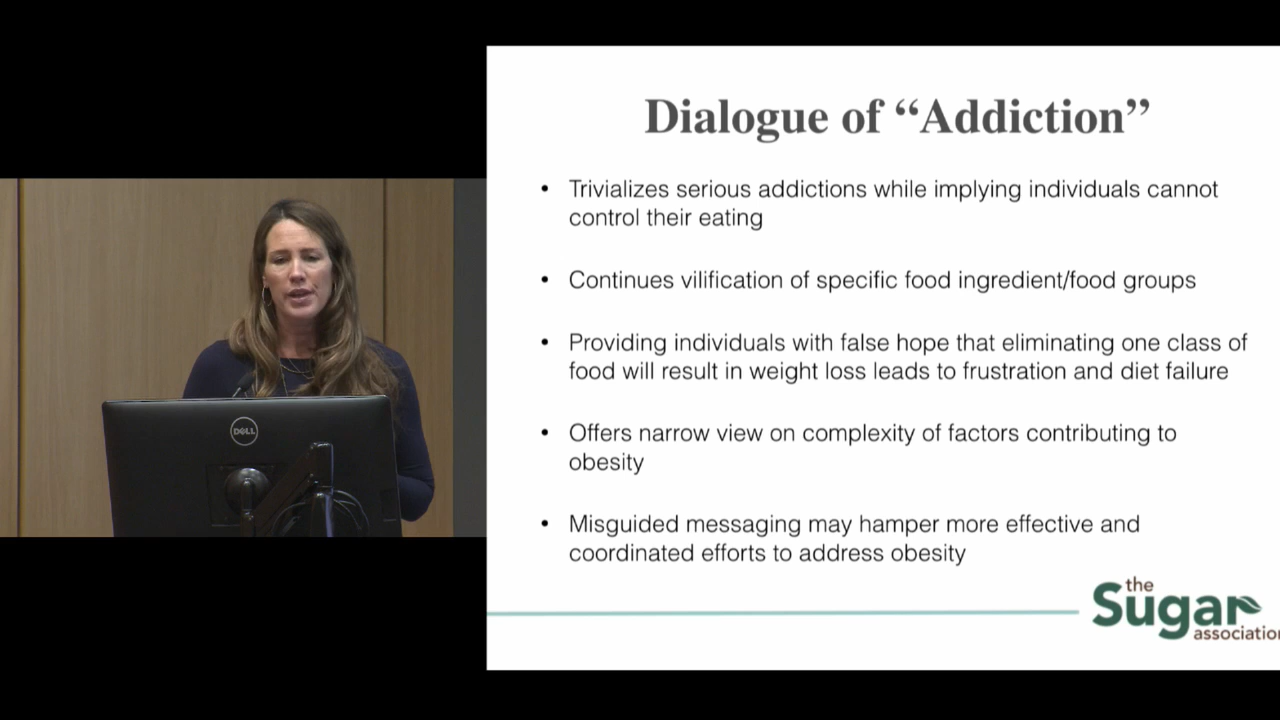 Dialogue of “Addiction”
• Trivializes serious addictions while implying individuals cannot
control their eating
• Continues vilification of specific food ingredient/food groups
• Providing individuals with false hope that eliminating one class of
food will result in weight loss leads to frustration and diet failure
• Offers narrow view on complexity of factors contributing to
obesity
• Misguided messaging may hamper more effective and
coordinated efforts to address obesity
the
Sugar
association
DELL